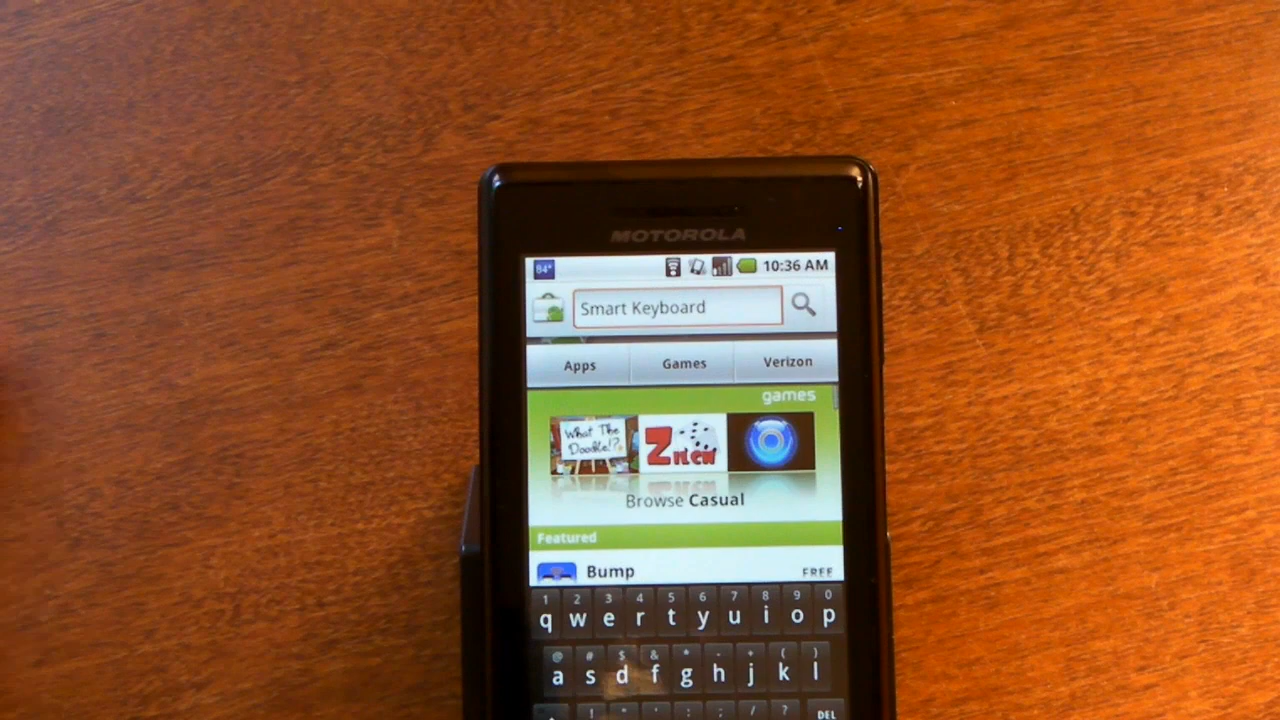 MOTOROLA
84° 10:36 AM
Smart Keyboard
Apps Games Verizon
games
What The Doodle!? ZILCH
Browse Casual
Featured
Bump FREE
1 2 3 4 5 6 7 8 9 0
q w e r t y u i o p
@ # $ & * - + ( )
a s d f g h j k l
! " ' : ; / ? DEL